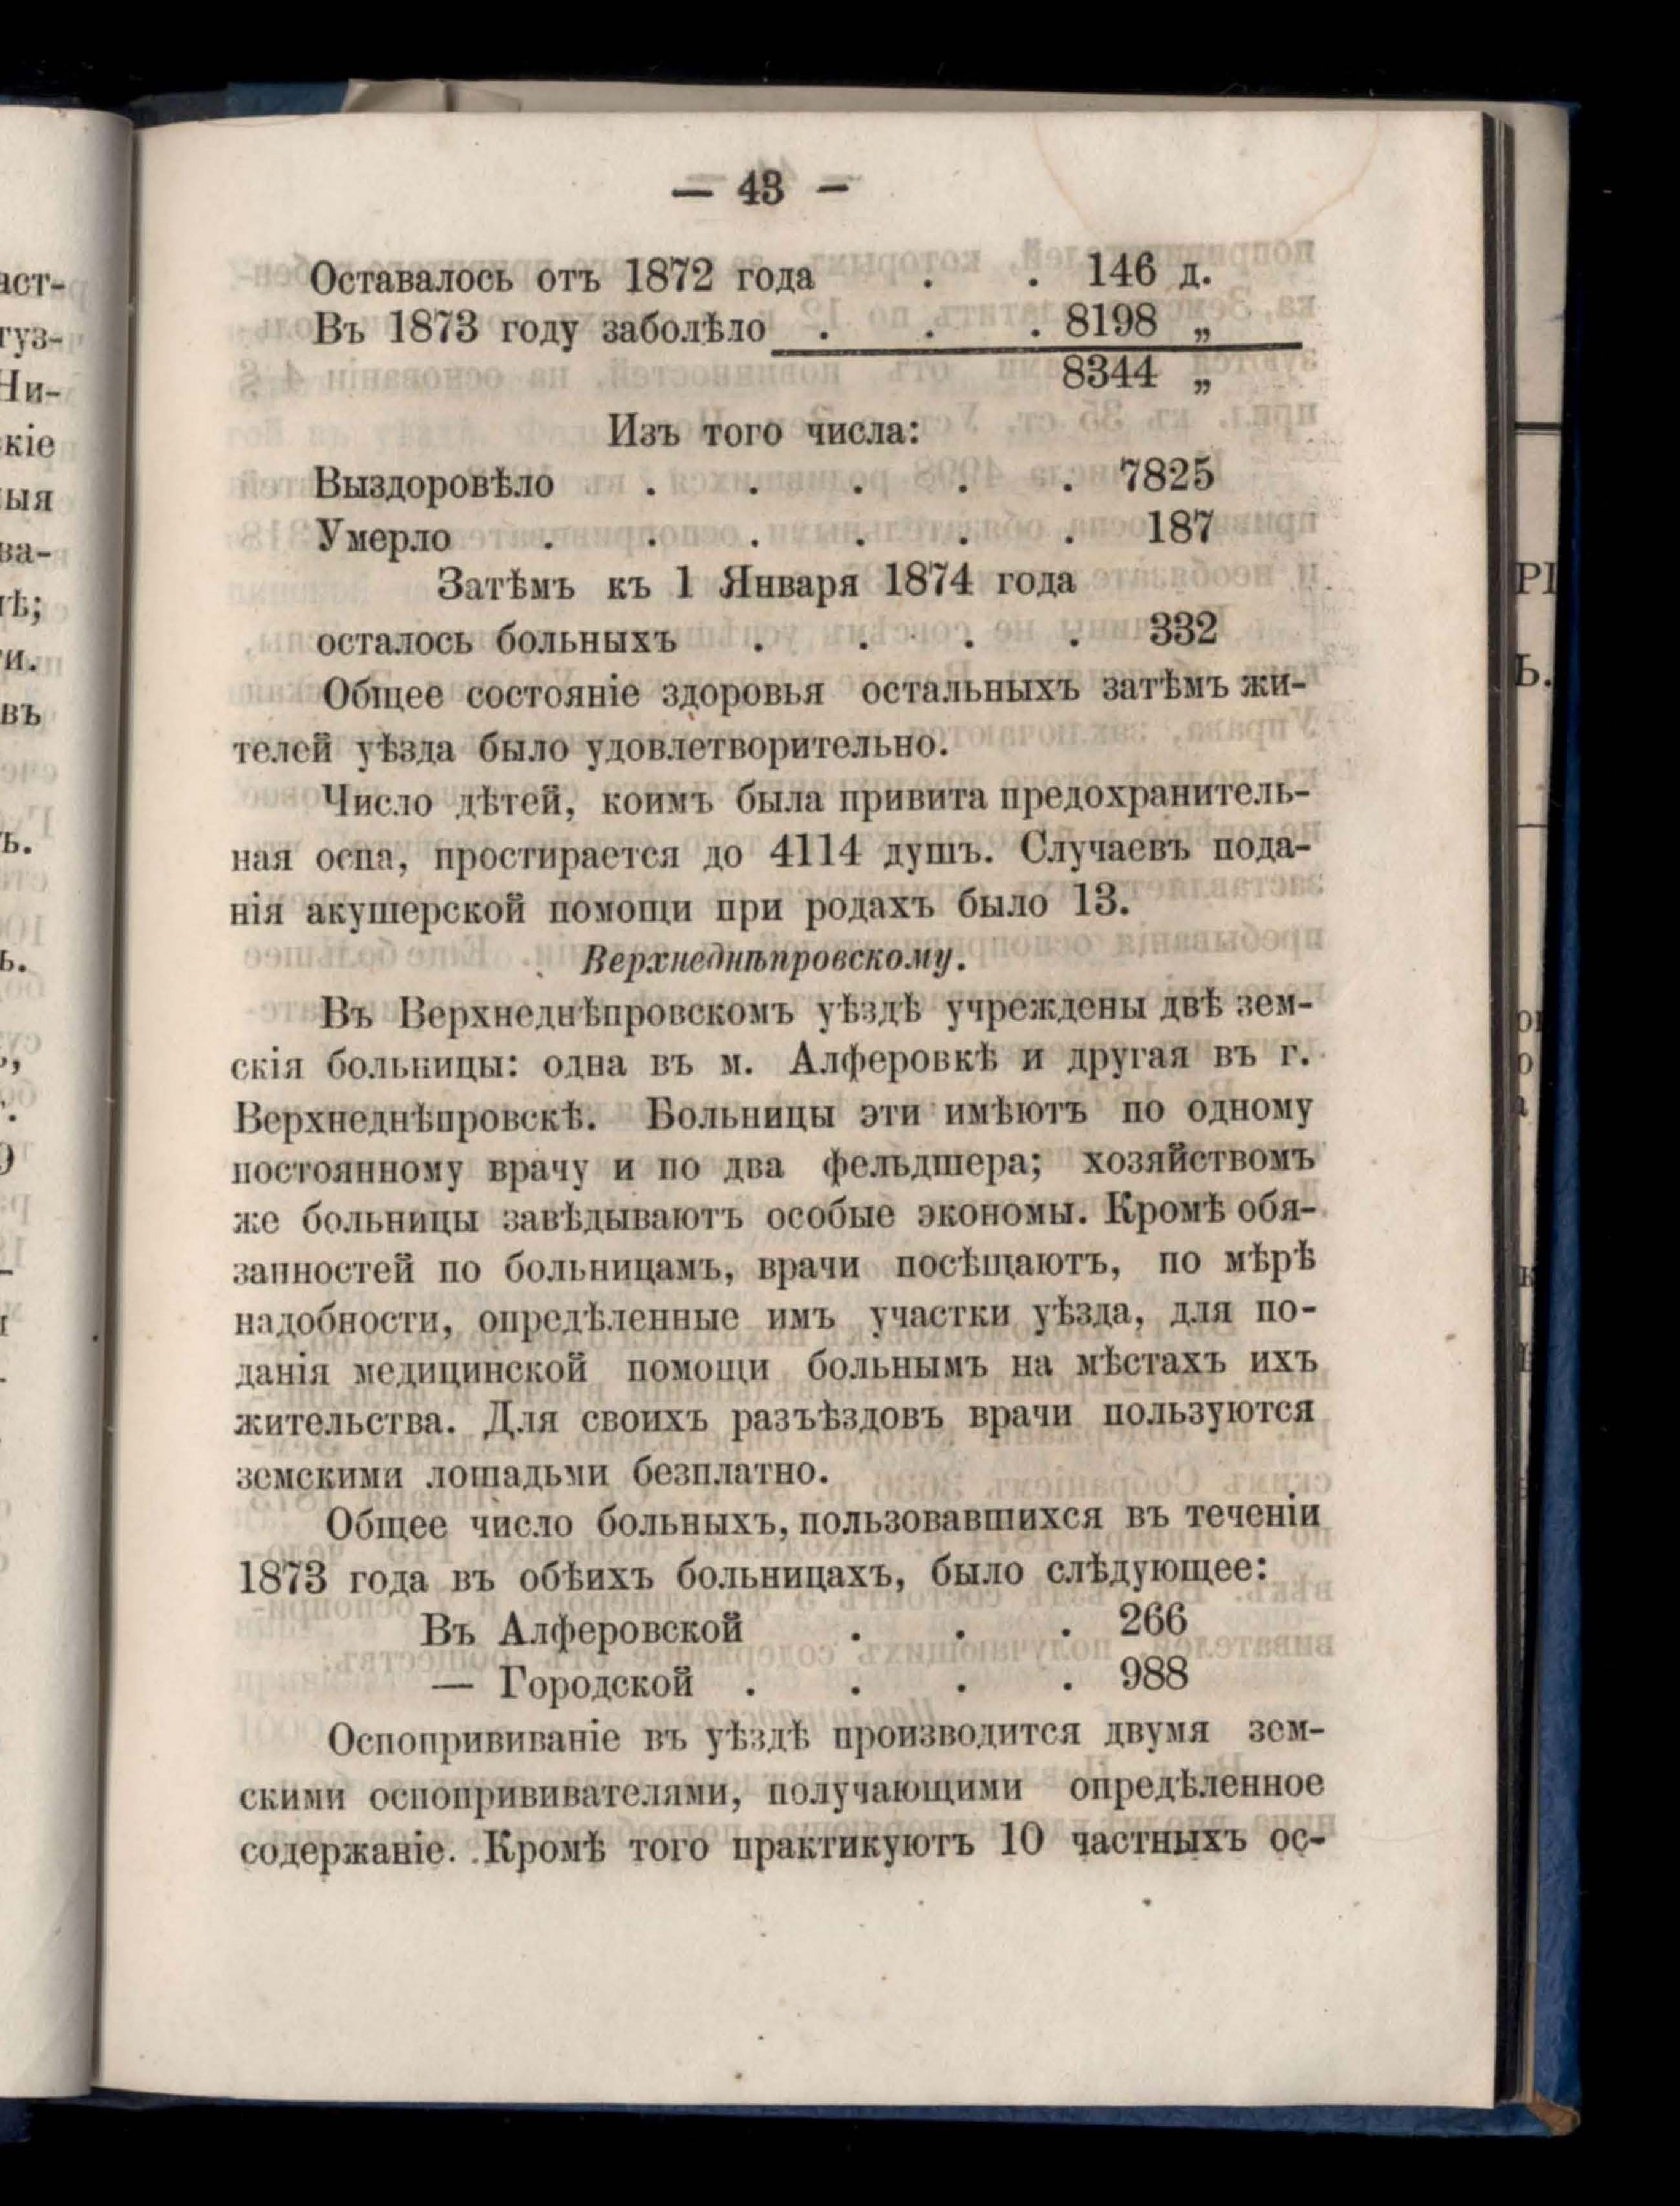 — 43 —
Оставалось отъ 1872 года . . 146 д.
Въ 1873 году заболѣло . . . 8198 „
8344 „
Изъ того числа:
Выздоровѣло . . . . . 7825
Умерло . . . . . . 187
Затѣмъ къ 1 Января 1874 года
осталось больныхъ . . . . 332
Общее состояніе здоровья остальныхъ затѣмъ жи-
телей уѣзда было удовлетворительно.
Число дѣтей, коимъ была привита предохранитель-
ная оспа, простирается до 4114 душъ. Случаевъ пода-
нія акушерской помощи при родахъ было 13.
Верхнеднѣпровскому.
Въ Верхнеднѣпровскомъ уѣздѣ учреждены двѣ зем-
скія больницы: одна въ м. Алферовкѣ и другая въ г.
Верхнеднѣпровскѣ. Больницы эти имѣютъ по одному
постоянному врачу и по два фельдшера; хозяйствомъ
же больницы завѣдываютъ особые экономы. Кромѣ обя-
занностей по больницамъ, врачи посѣщаютъ, по мѣрѣ
надобности, опредѣленные имъ участки уѣзда, для по-
данія медицинской помощи больнымъ на мѣстахъ ихъ
жительства. Для своихъ разъѣздовъ врачи пользуются
земскими лошадьми безплатно.
Общее число больныхъ, пользовавшихся въ теченіи
1873 года въ обѣихъ больницахъ, было слѣдующее:
Въ Алферовской . . . 266
— Городской . . . . 988
Оспопрививаніе въ уѣздѣ производится двумя зем-
скими оспопрививателями, получающими опредѣленное
содержаніе. Кромѣ того практикуютъ 10 частныхъ ос-